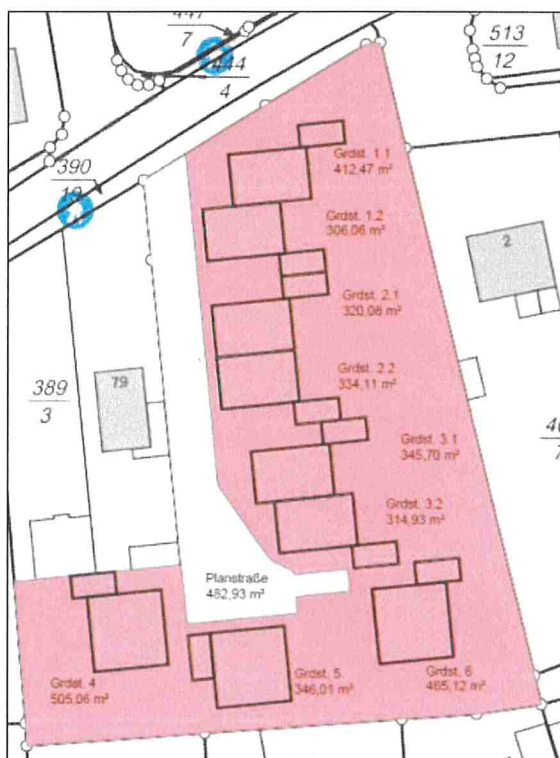 447
7
444
4
513
12
390
Grdst. 1.1
412,47 m²
Grdst. 1.2
306,06 m²
2
Grdst. 2.1
320,08 m²
Grdst. 2.2
334,11 m²
79
389
3
Grdst. 3.1
345,70 m²
Grdst. 3.2
314,93 m²
Planstraße
482,93 m²
Grdst. 4
505,06 m²
Grdst. 5
346,01 m²
Grdst. 6
465,12 m²